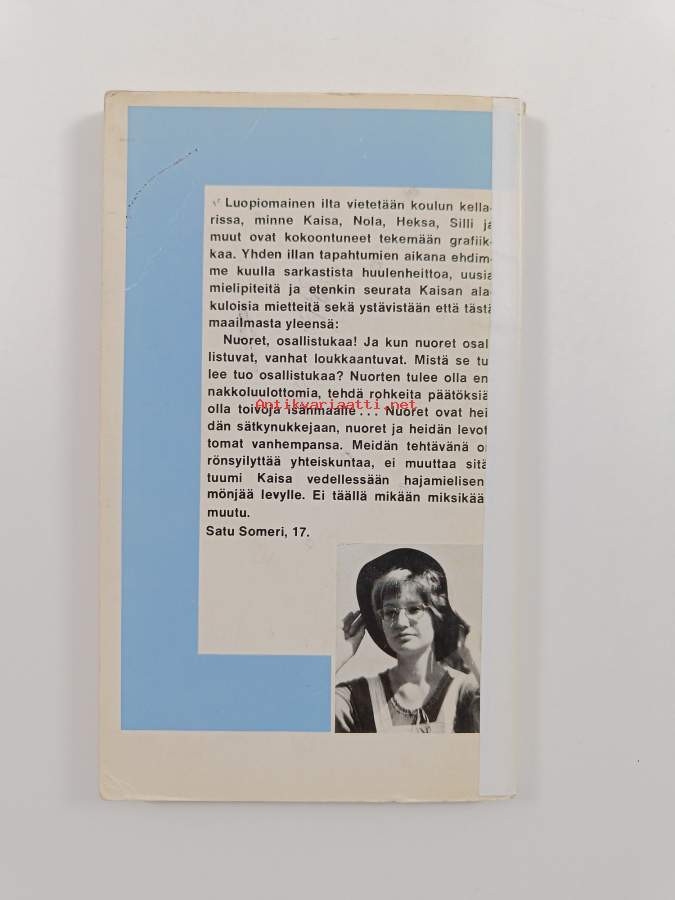 Luopiomainen ilta vietetään koulun kella-
rissa, minne Kaisa, Nola, Heksa, Silli ja
muut ovat kokoontuneet tekemään grafiik-
kaa. Yhden illan tapahtumien aikana ehdim-
me kuulla sarkastista huulenheittoa, uusia
mielipiteitä ja etenkin seurata Kaisan ala-
kuloisia mietteitä sekä ystävistään että tästä
maailmasta yleensä:
Nuoret, osallistukaa! Ja kun nuoret osal
listuvat, vanhat loukkaantuvat. Mistä se tu
lee tuo osallistukaa? Nuorten tulee olla en
nakkoluulottomia, tehdä rohkeita päätöksiä
olla toivoja isänmaalle... Nuoret ovat hei
Antikvariaatti.net
dän sätkynukkejaan, nuoret ja heidän levot
tomat vanhempansa. Meidän tehtävänä o
rönsyilyttää yhteiskuntaa, ei muuttaa sitä
tuumi Kaisa vedellessään hajamielisen
mönjää levylle. Ei täällä mikään miksikää
muutu.
Satu Someri, 17.